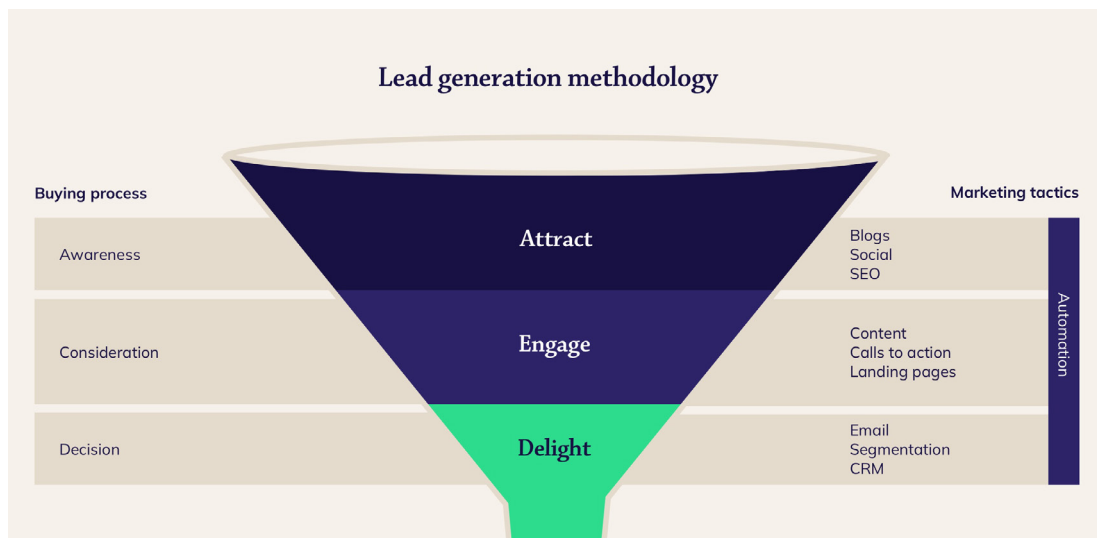 Lead generation methodology
Buying process
Marketing tactics
Awareness
Attract
Blogs
Social
SEO
Consideration
Engage
Content
Calls to action
Landing pages
Decision
Delight
Email
Segmentation
CRM
Automation